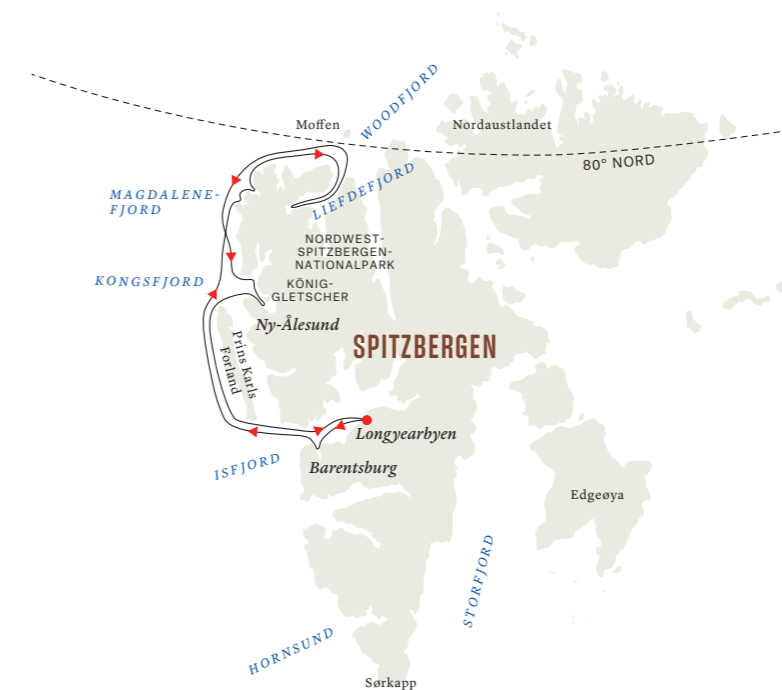 WOODFJORD
Moffen
Nordaustlandet
80° NORD
MAGDALENE-
FJORD
LIEFDEFJORD
NORDWEST-
SPITZBERGEN-
NATIONALPARK
KONGSFJORD
KÖNIG-
GLETSCHER
Ny-Ålesund
SPITZBERGEN
Prins Karls
Forland
Longyearbyen
ISFJORD
Barentsburg
Edgeøya
STORFJORD
HORNSUND
Sørkapp